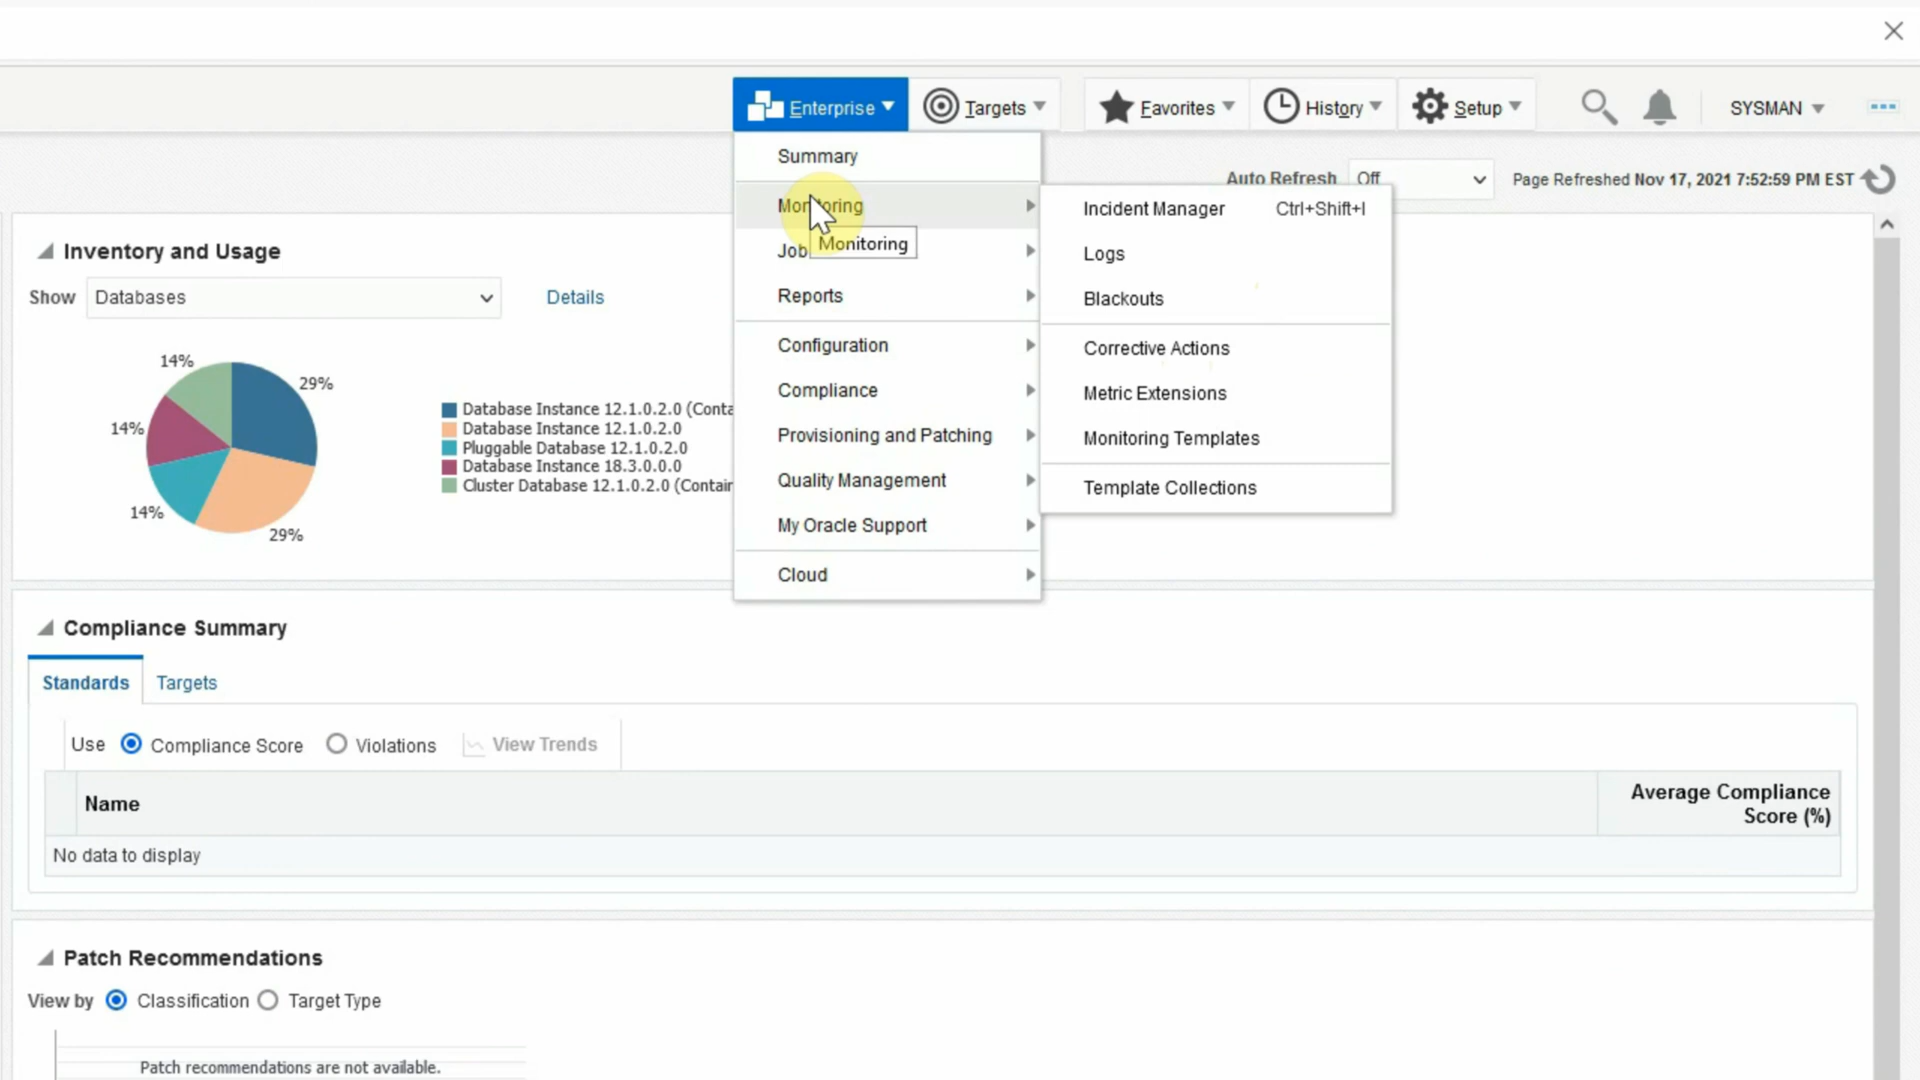 Enterprise
Targets
Favorites
History
Setup
SYSMAN
Summary
Auto Refresh Off
Page Refreshed Nov 17, 2021 7:52:59 PM EST
Monitoring
Monitoring
Job
Reports
Configuration
Compliance
Provisioning and Patching
Quality Management
My Oracle Support
Cloud
Incident Manager Ctrl+Shift+I
Logs
Blackouts
Corrective Actions
Metric Extensions
Monitoring Templates
Template Collections
Inventory and Usage
Show Databases Details
14%
29%
14%
14%
29%
Database Instance 12.1.0.2.0 (Conta
Database Instance 12.1.0.2.0
Pluggable Database 12.1.0.2.0
Database Instance 18.3.0.0.0
Cluster Database 12.1.0.2.0 (Contain
Compliance Summary
Standards Targets
Use Compliance Score Violations View Trends
Name
Average Compliance
Score (%)
No data to display
Patch Recommendations
View by Classification Target Type
Patch recommendations are not available.